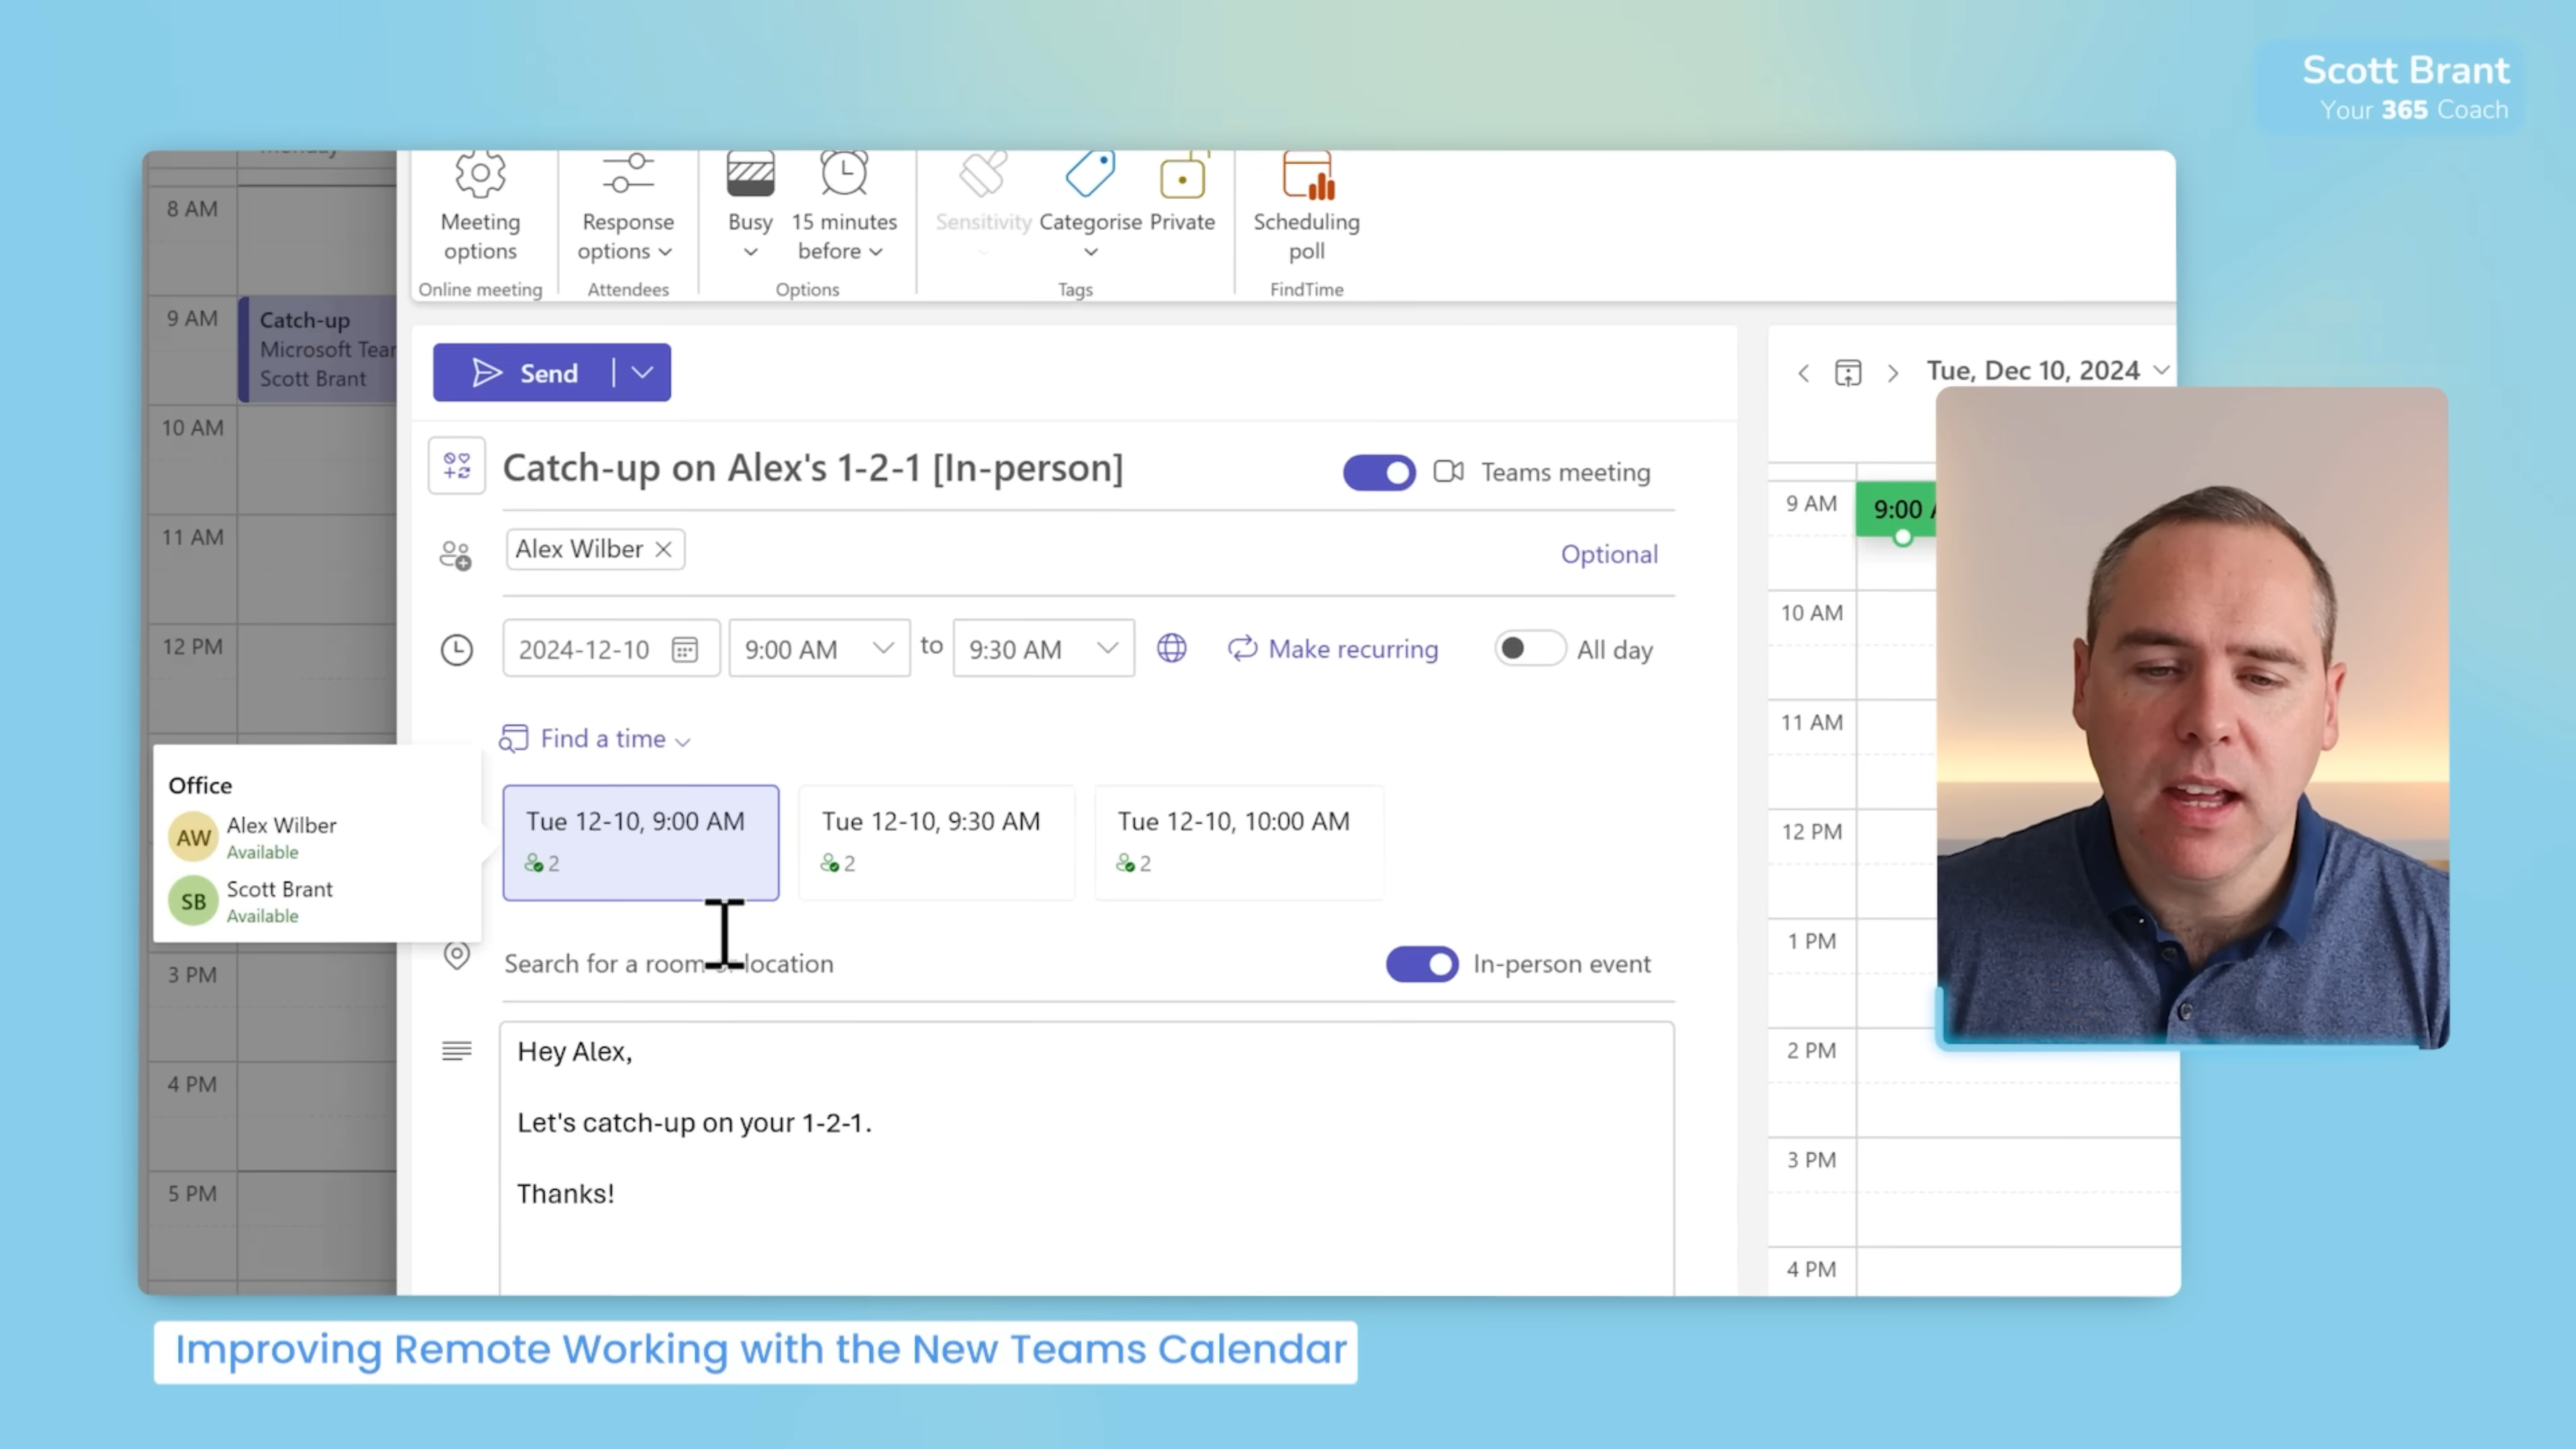 Scott Brant
Your 365 Coach
8 AM
9 AM
Catch-up
Microsoft Tear
Scott Brant
10 AM
11 AM
12 PM
3 PM
4 PM
5 PM
Meeting options
Online meeting
Response options
Attendees
Busy
15 minutes before
Options
Sensitivity
Categorise
Private
Tags
Scheduling poll
FindTime
Send
Catch-up on Alex's 1-2-1 [In-person]
Teams meeting
Alex Wilber
Optional
2024-12-10
9:00 AM
to
9:30 AM
Make recurring
All day
Find a time
Tue 12-10, 9:00 AM
2
Tue 12-10, 9:30 AM
2
Tue 12-10, 10:00 AM
2
Office
AW
Alex Wilber
Available
SB
Scott Brant
Available
Search for a room location
In-person event
Hey Alex,
Let's catch-up on your 1-2-1.
Thanks!
Tue, Dec 10, 2024
9 AM
9:00
10 AM
11 AM
12 PM
1 PM
2 PM
3 PM
4 PM
Improving Remote Working with the New Teams Calendar